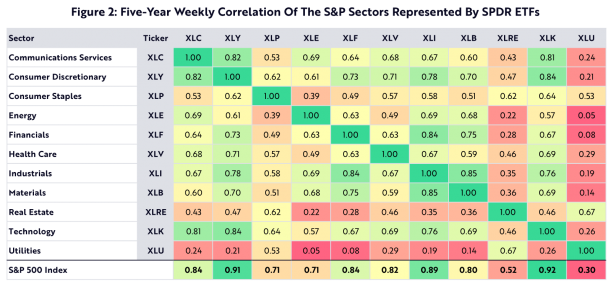 Figure 2: Five-Year Weekly Correlation Of The S&P Sectors Represented By SPDR ETFs
Sector Ticker XLC XLY XLP XLE XLF XLV XLI XLB XLRE XLK XLU
Communications Services XLC 1.00 0.82 0.53 0.69 0.64 0.68 0.67 0.60 0.43 0.81 0.24
Consumer Discretionary XLY 0.82 1.00 0.62 0.61 0.73 0.71 0.78 0.70 0.47 0.84 0.21
Consumer Staples XLP 0.53 0.62 1.00 0.39 0.49 0.57 0.58 0.51 0.62 0.64 0.53
Energy XLE 0.69 0.61 0.39 1.00 0.63 0.49 0.69 0.68 0.22 0.57 0.05
Financials XLF 0.64 0.73 0.49 0.63 1.00 0.63 0.84 0.75 0.28 0.67 0.08
Health Care XLV 0.68 0.71 0.57 0.49 0.63 1.00 0.67 0.59 0.46 0.69 0.29
Industrials XLI 0.67 0.78 0.58 0.69 0.84 0.67 1.00 0.85 0.35 0.76 0.19
Materials XLB 0.60 0.70 0.51 0.68 0.75 0.59 0.85 1.00 0.36 0.69 0.14
Real Estate XLRE 0.43 0.47 0.62 0.22 0.28 0.46 0.35 0.36 1.00 0.46 0.67
Technology XLK 0.81 0.84 0.64 0.57 0.67 0.69 0.76 0.69 0.46 1.00 0.26
Utilities XLU 0.24 0.21 0.53 0.05 0.08 0.29 0.19 0.14 0.67 0.26 1.00
S&P 500 Index 0.84 0.91 0.71 0.71 0.84 0.82 0.89 0.80 0.52 0.92 0.30